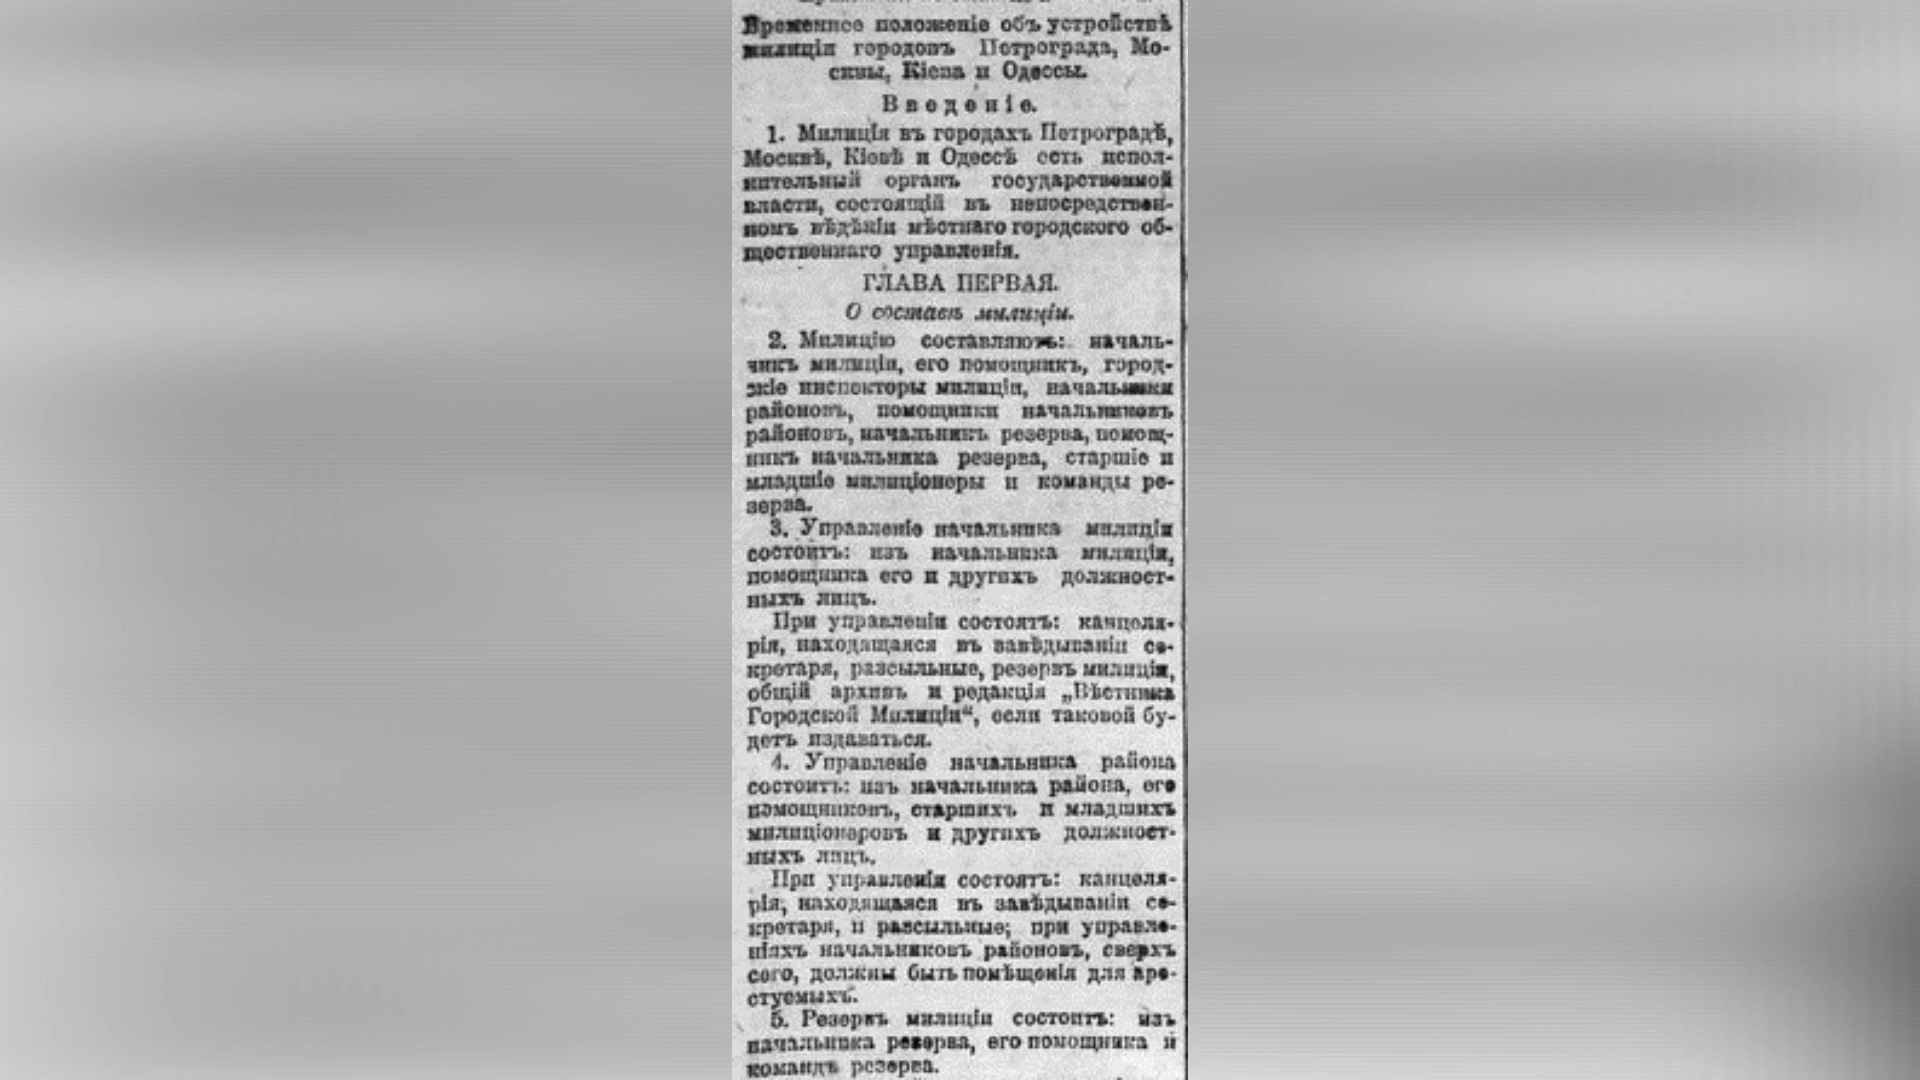 Временное положеніе объ устройствѣ
милиціи городовъ Петрограда, Мо-
сквы, Кіева и Одессы.
Введеніе.
1. Милиція въ городахъ Петроградѣ,
Москвѣ, Кіевѣ и Одессѣ есть испол-
нительный органъ государственной
власти, состоящій въ непосредствен-
номъ вѣдѣніи мѣстнаго городского об-
щественнаго управленія.
ГЛАВА ПЕРВАЯ.
О составѣ милиціи.
2. Милицію составляютъ: началь-
никъ милиціи, его помощникъ, город-
скіе инспекторы милиціи, начальники
районовъ, помощники начальниковъ
районовъ, начальникъ резерва, помощ-
никъ начальника резерва, старшіе и
младшіе милиціонеры и команды ре-
зерва.
3. Управленіе начальника милиціи
состоитъ: изъ начальника милиціи,
помощника его и другихъ должност-
ныхъ лицъ.
При управленіи состоятъ: канцеля-
рія, находящаяся въ завѣдываніи се-
кретаря, разсыльные, резервъ милиціи,
общій архивъ и редакція „Вѣстника
Городской Милиціи“, если таковой бу-
детъ издаваться.
4. Управленіе начальника района
состоитъ: изъ начальника района, его
помощниковъ, старшихъ и младшихъ
милиціонеровъ и другихъ должност-
ныхъ лицъ.
При управленіи состоятъ: канцеля-
рія, находящаяся въ завѣдываніи се-
кретаря, и разсыльные; при управле-
ніяхъ начальниковъ районовъ, сверхъ
сего, должны быть помѣщенія для аре-
стуемыхъ.
5. Резервъ милиціи состоитъ: изъ
начальника резерва, его помощника и
командъ резерва.